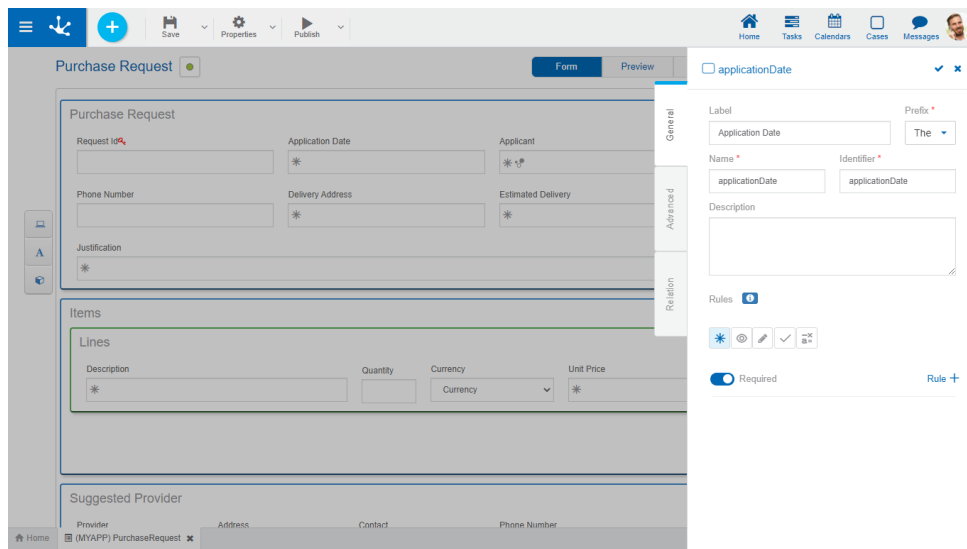 Save
Properties
Publish
Home
Tasks
Calendars
Cases
Messages
Purchase Request
Form
Preview
applicationDate
General
Advanced
Relation
Label
Prefix *
Application Date
The
Name *
Identifier *
applicationDate
applicationDate
Description
Rules
Required
Rule +
Purchase Request
Request Id
Application Date
Applicant
Phone Number
Delivery Address
Estimated Delivery
Justification
A
Items
Lines
Description
Quantity
Currency
Unit Price
Currency
Suggested Provider
Provider
Address
Contact
Phone Number
Home
(MYAPP) PurchaseRequest